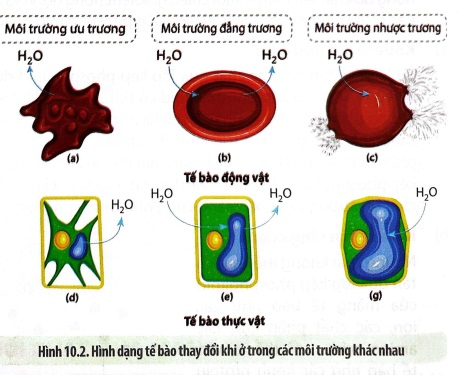 Môi trường ưu trương
Môi trường đẳng trương
Môi trường nhược trương
H₂O
H₂O
H₂O
H₂O
(a)
(b)
(c)
Tế bào động vật
H₂O
H₂O
H₂O
H₂O
(d)
(e)
(g)
Tế bào thực vật
Hình 10.2. Hình dạng tế bào thay đổi khi ở trong các môi trường khác nhau